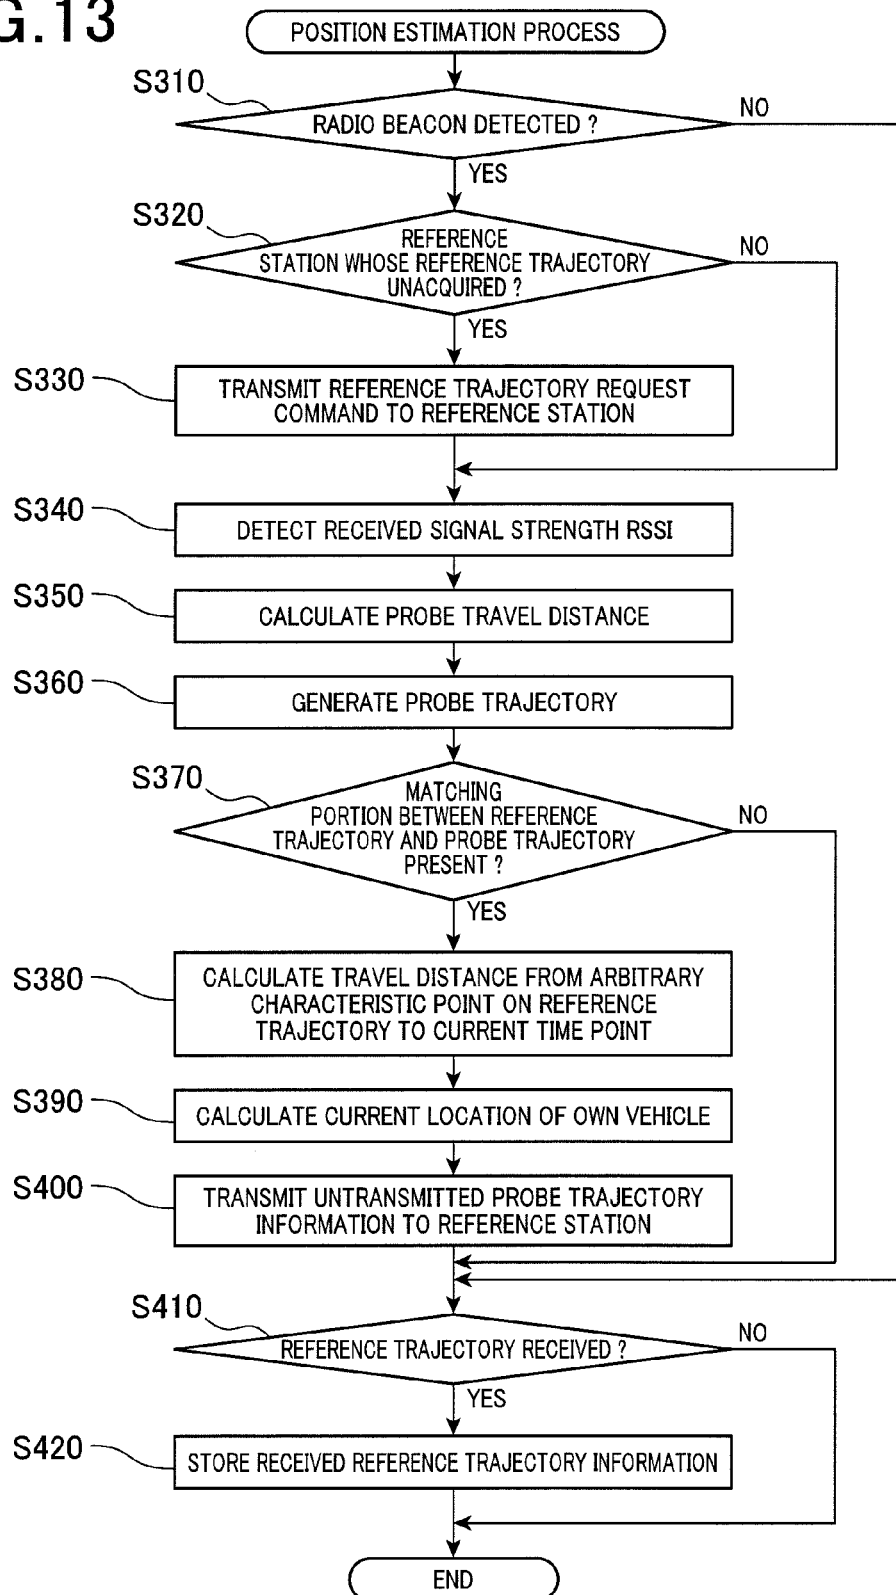 G.13
POSITION ESTIMATION PROCESS
S310
RADIO BEACON DETECTED ?
NO
YES
S320
REFERENCE
STATION WHOSE REFERENCE TRAJECTORY
UNACQUIRED ?
NO
YES
S330
TRANSMIT REFERENCE TRAJECTORY REQUEST
COMMAND TO REFERENCE STATION
S340
DETECT RECEIVED SIGNAL STRENGTH RSSI
S350
CALCULATE PROBE TRAVEL DISTANCE
S360
GENERATE PROBE TRAJECTORY
S370
MATCHING
PORTION BETWEEN REFERENCE
TRAJECTORY AND PROBE TRAJECTORY
PRESENT ?
NO
YES
S380
CALCULATE TRAVEL DISTANCE FROM ARBITRARY
CHARACTERISTIC POINT ON REFERENCE
TRAJECTORY TO CURRENT TIME POINT
S390
CALCULATE CURRENT LOCATION OF OWN VEHICLE
S400
TRANSMIT UNTRANSMITTED PROBE TRAJECTORY
INFORMATION TO REFERENCE STATION
S410
REFERENCE TRAJECTORY RECEIVED ?
NO
YES
S420
STORE RECEIVED REFERENCE TRAJECTORY INFORMATION
END